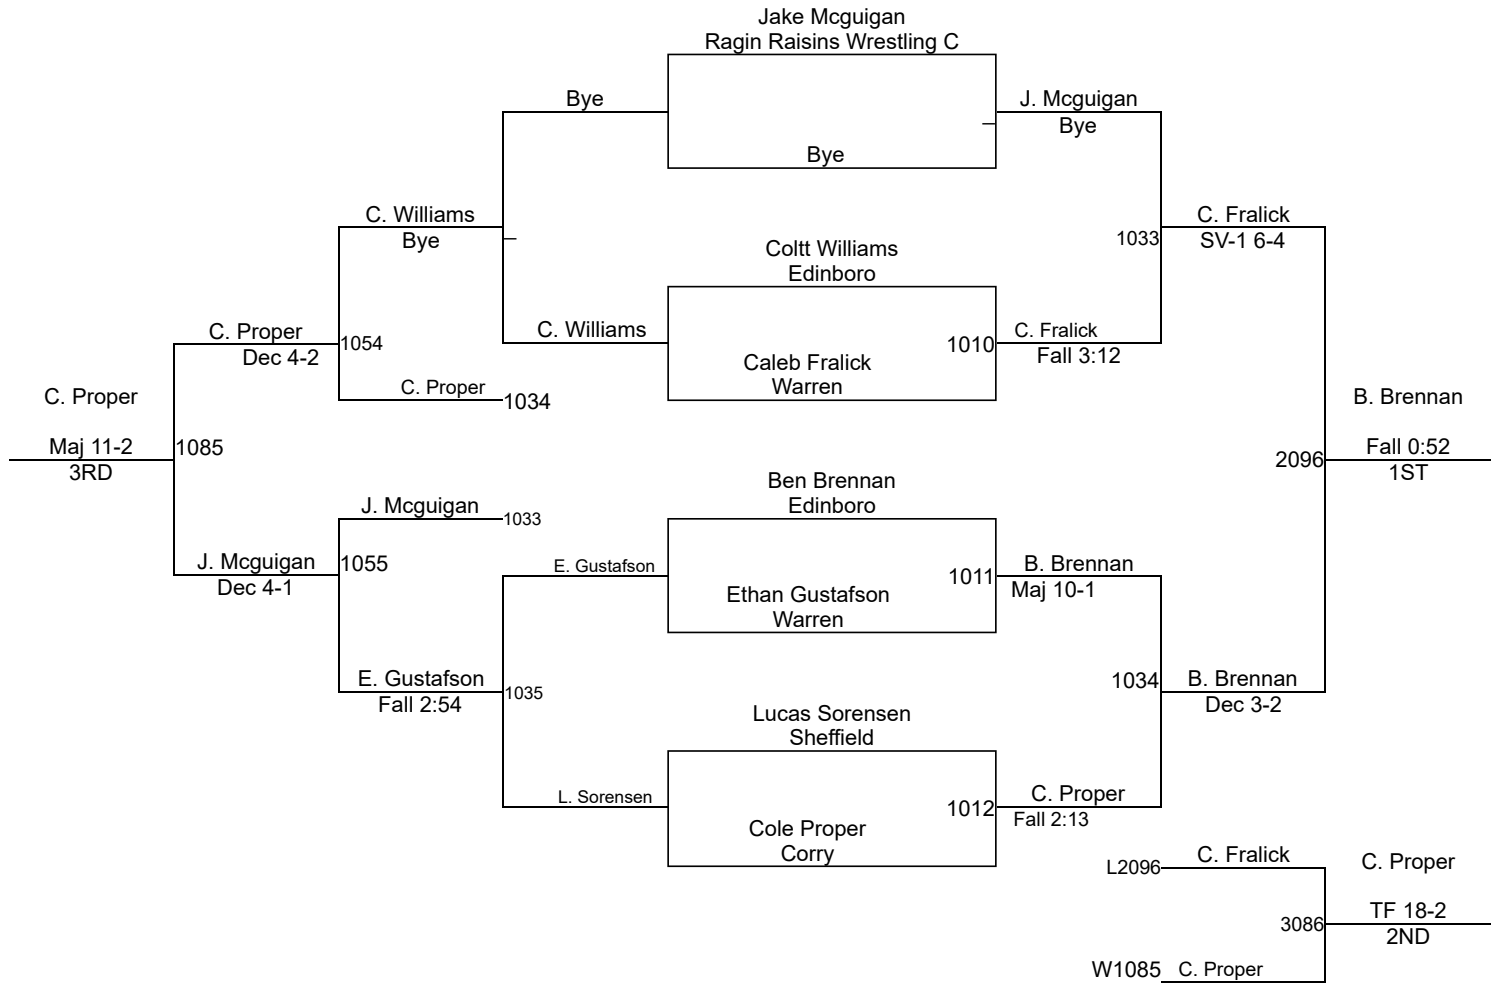 Jake Mcguigan
Ragin Raisins Wrestling C
Bye
J. Mcguigan
Bye
Bye
C. Williams
Bye
C. Fralick
SV-1 6-4
1033
Coltt Williams
Edinboro
C. Proper
Dec 4-2
1054
C. Williams
1010
C. Fralick
Fall 3:12
Caleb Fralick
Warren
C. Proper
1034
C. Proper
B. Brennan
Maj 11-2
3RD
1085
2096
Fall 0:52
1ST
Ben Brennan
Edinboro
J. Mcguigan
1033
J. Mcguigan
Dec 4-1
1055
E. Gustafson
1011
B. Brennan
Maj 10-1
Ethan Gustafson
Warren
E. Gustafson
Fall 2:54
1035
1034
B. Brennan
Dec 3-2
Lucas Sorensen
Sheffield
L. Sorensen
1012
C. Proper
Fall 2:13
Cole Proper
Corry
L2096
C. Fralick
C. Proper
3086
TF 18-2
2ND
W1085
C. Proper